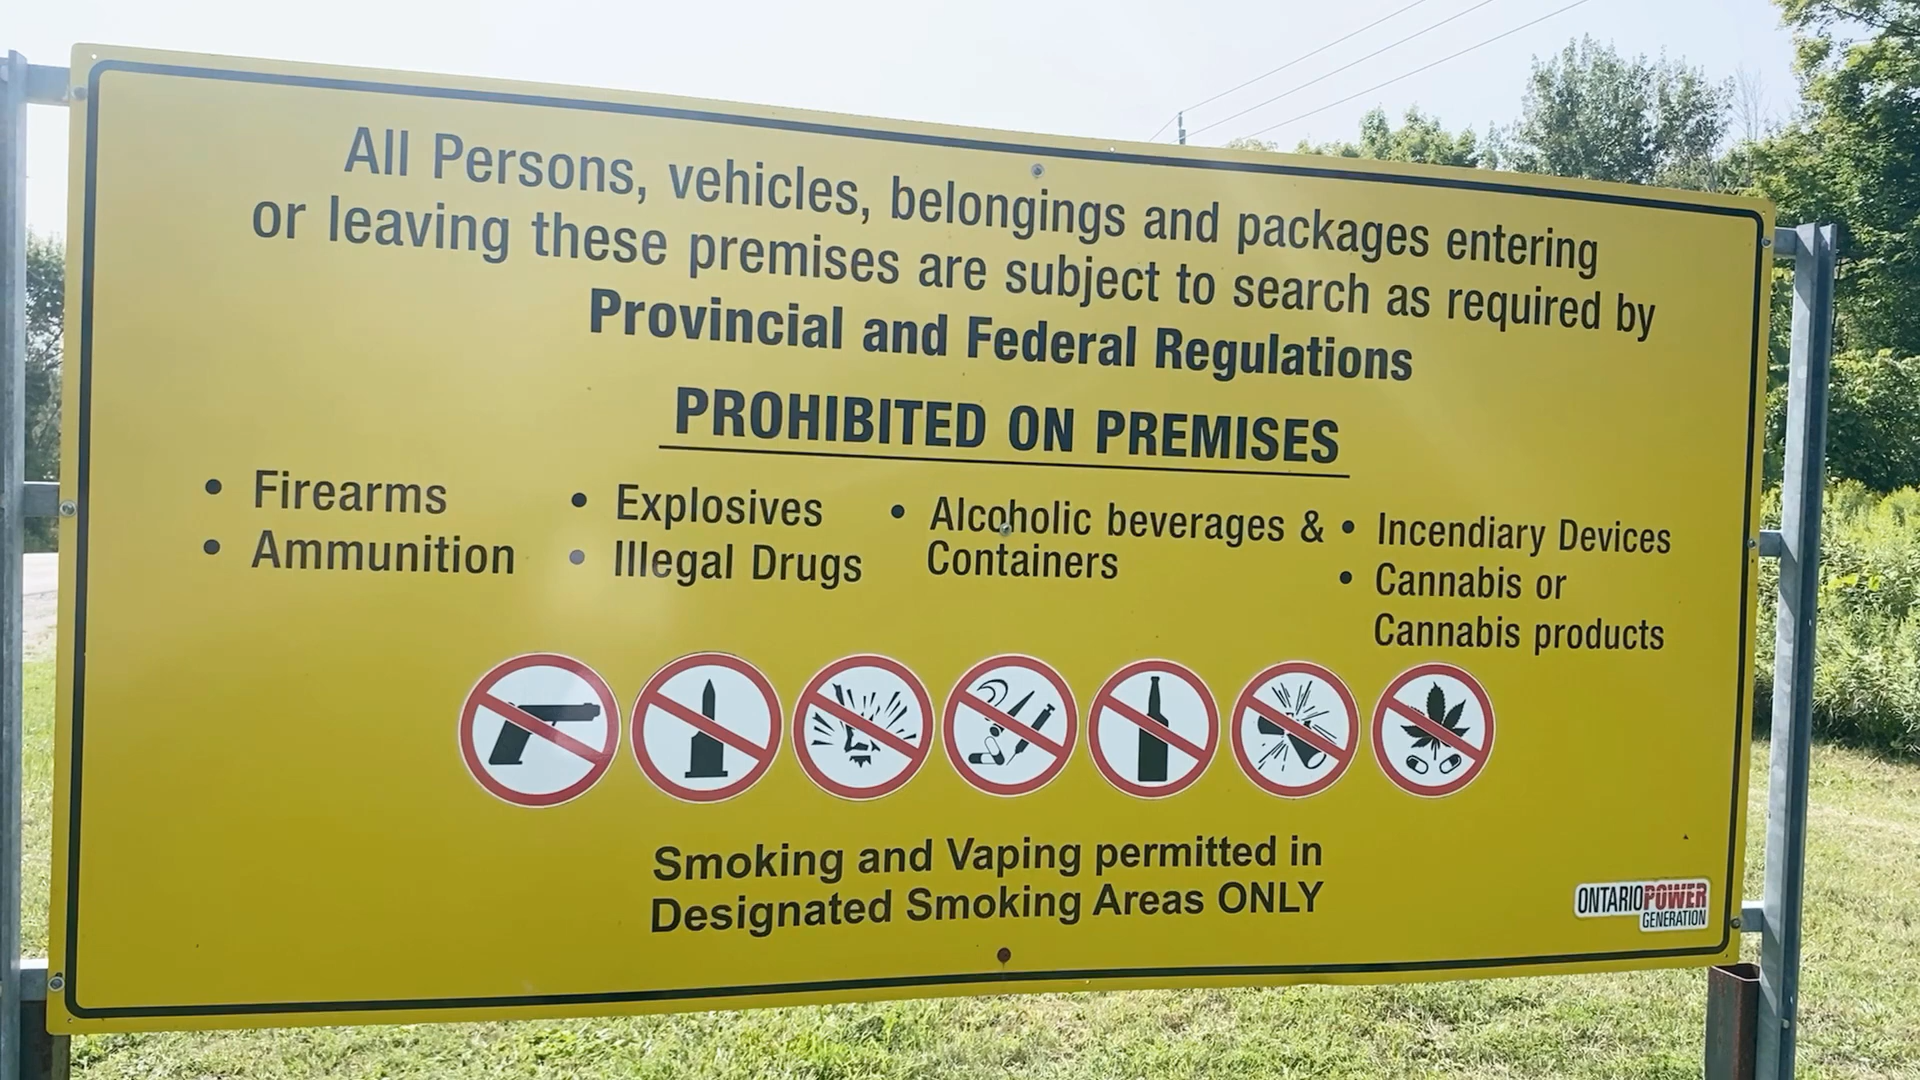 All Persons, vehicles, belongings and packages entering
or leaving these premises are subject to search as required by
Provincial and Federal Regulations
PROHIBITED ON PREMISES
• Firearms
• Ammunition
• Explosives
• Illegal Drugs
• Alcoholic beverages &
Containers
• Incendiary Devices
• Cannabis or
Cannabis products
Smoking and Vaping permitted in
Designated Smoking Areas ONLY
ONTARIOPOWER
GENERATION